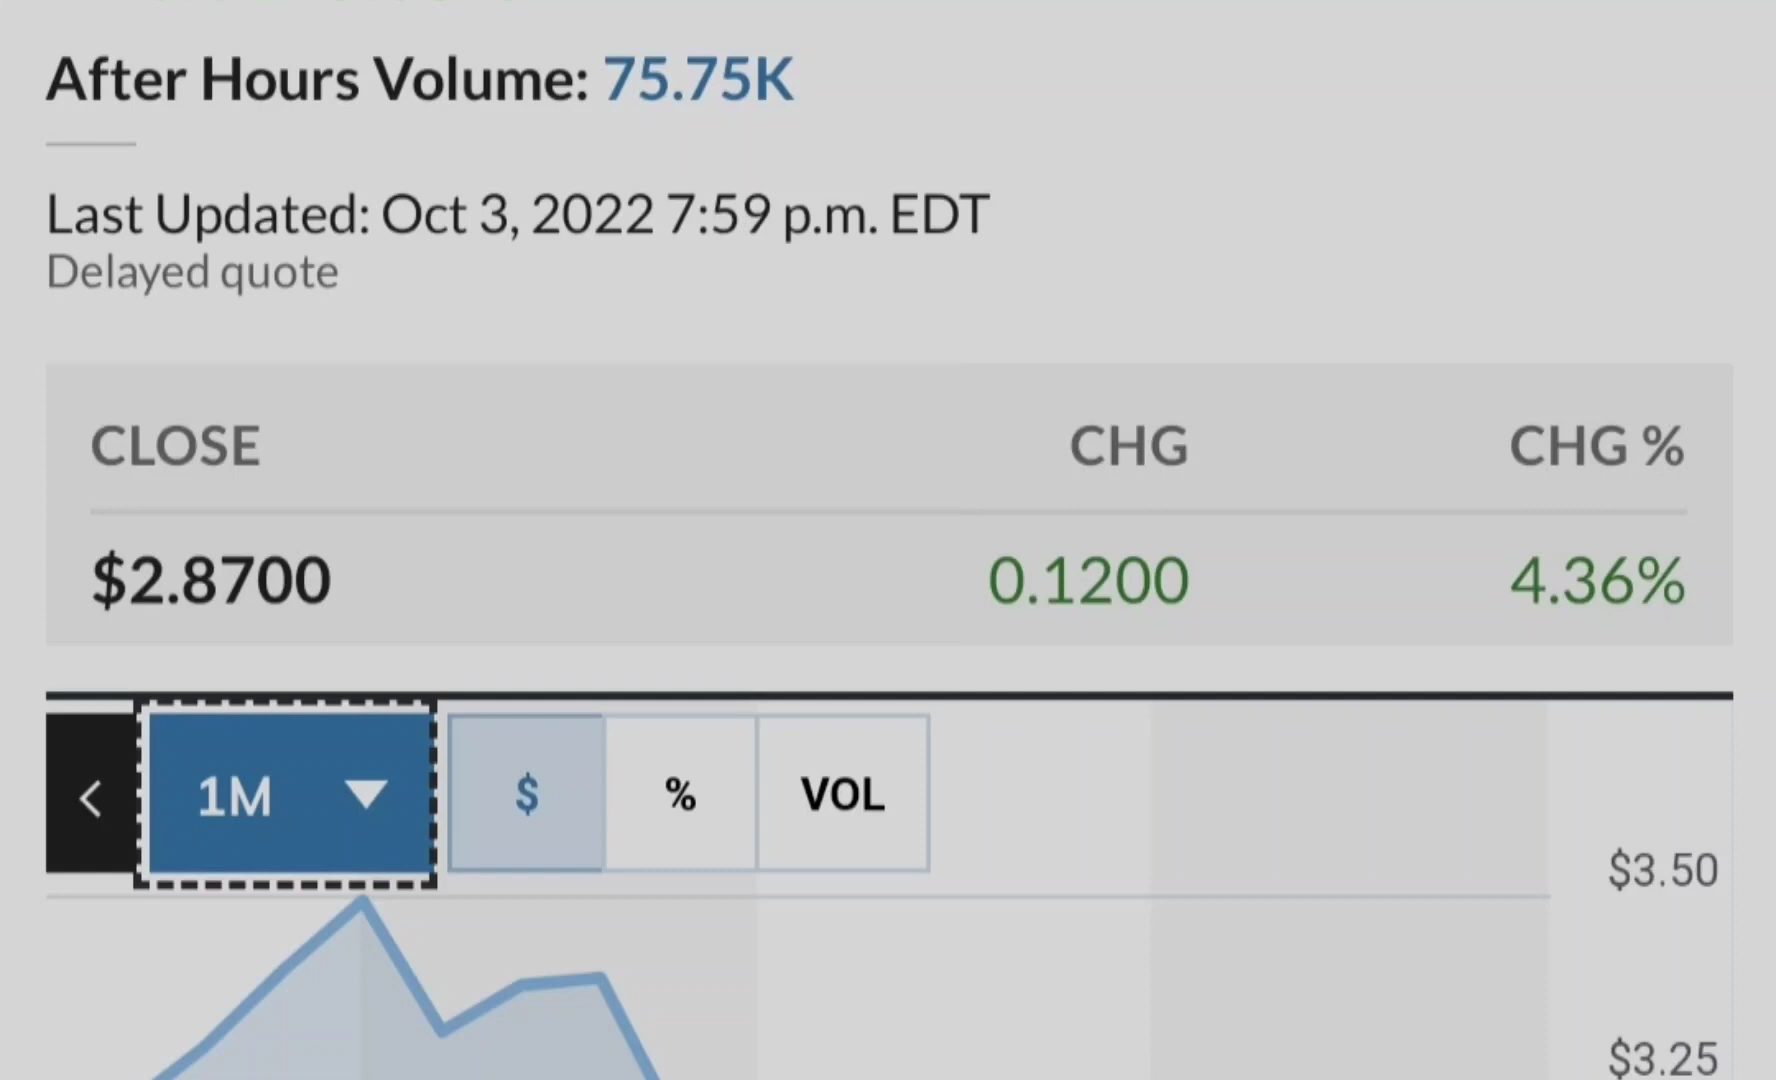 After Hours Volume: 75.75K
Last Updated: Oct 3, 2022 7:59 p.m. EDT
Delayed quote
CLOSE CHG CHG %
$2.8700 0.1200 4.36%
1M $ % VOL
$3.50
$3.25